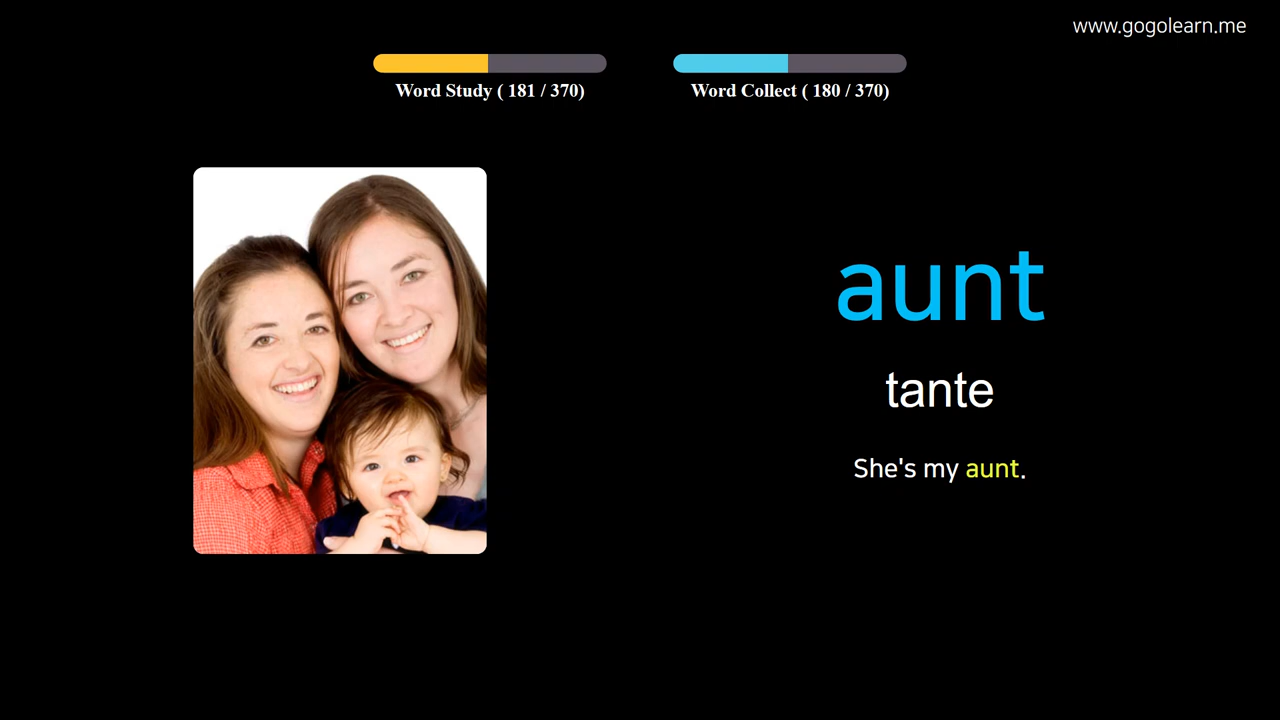 www.gogolearn.me
Word Study ( 181 / 370)
Word Collect ( 180 / 370)
aunt
tante
She's my aunt.